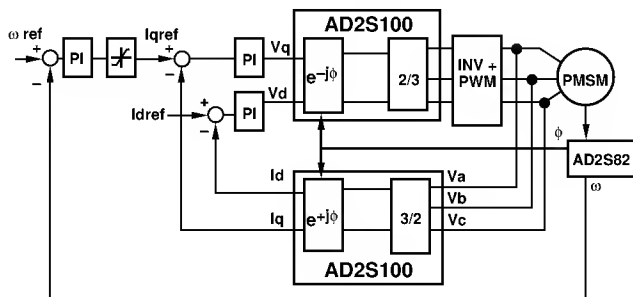 AD2S100
ω ref
+
−
PI
Iqref
+
−
PI
Vq
e−jφ
2/3
INV +
PWM
PMSM
Idref
+
−
PI
Vd
φ
AD2S82
ω
Id
Iq
e+jφ
3/2
Va
Vb
Vc
AD2S100